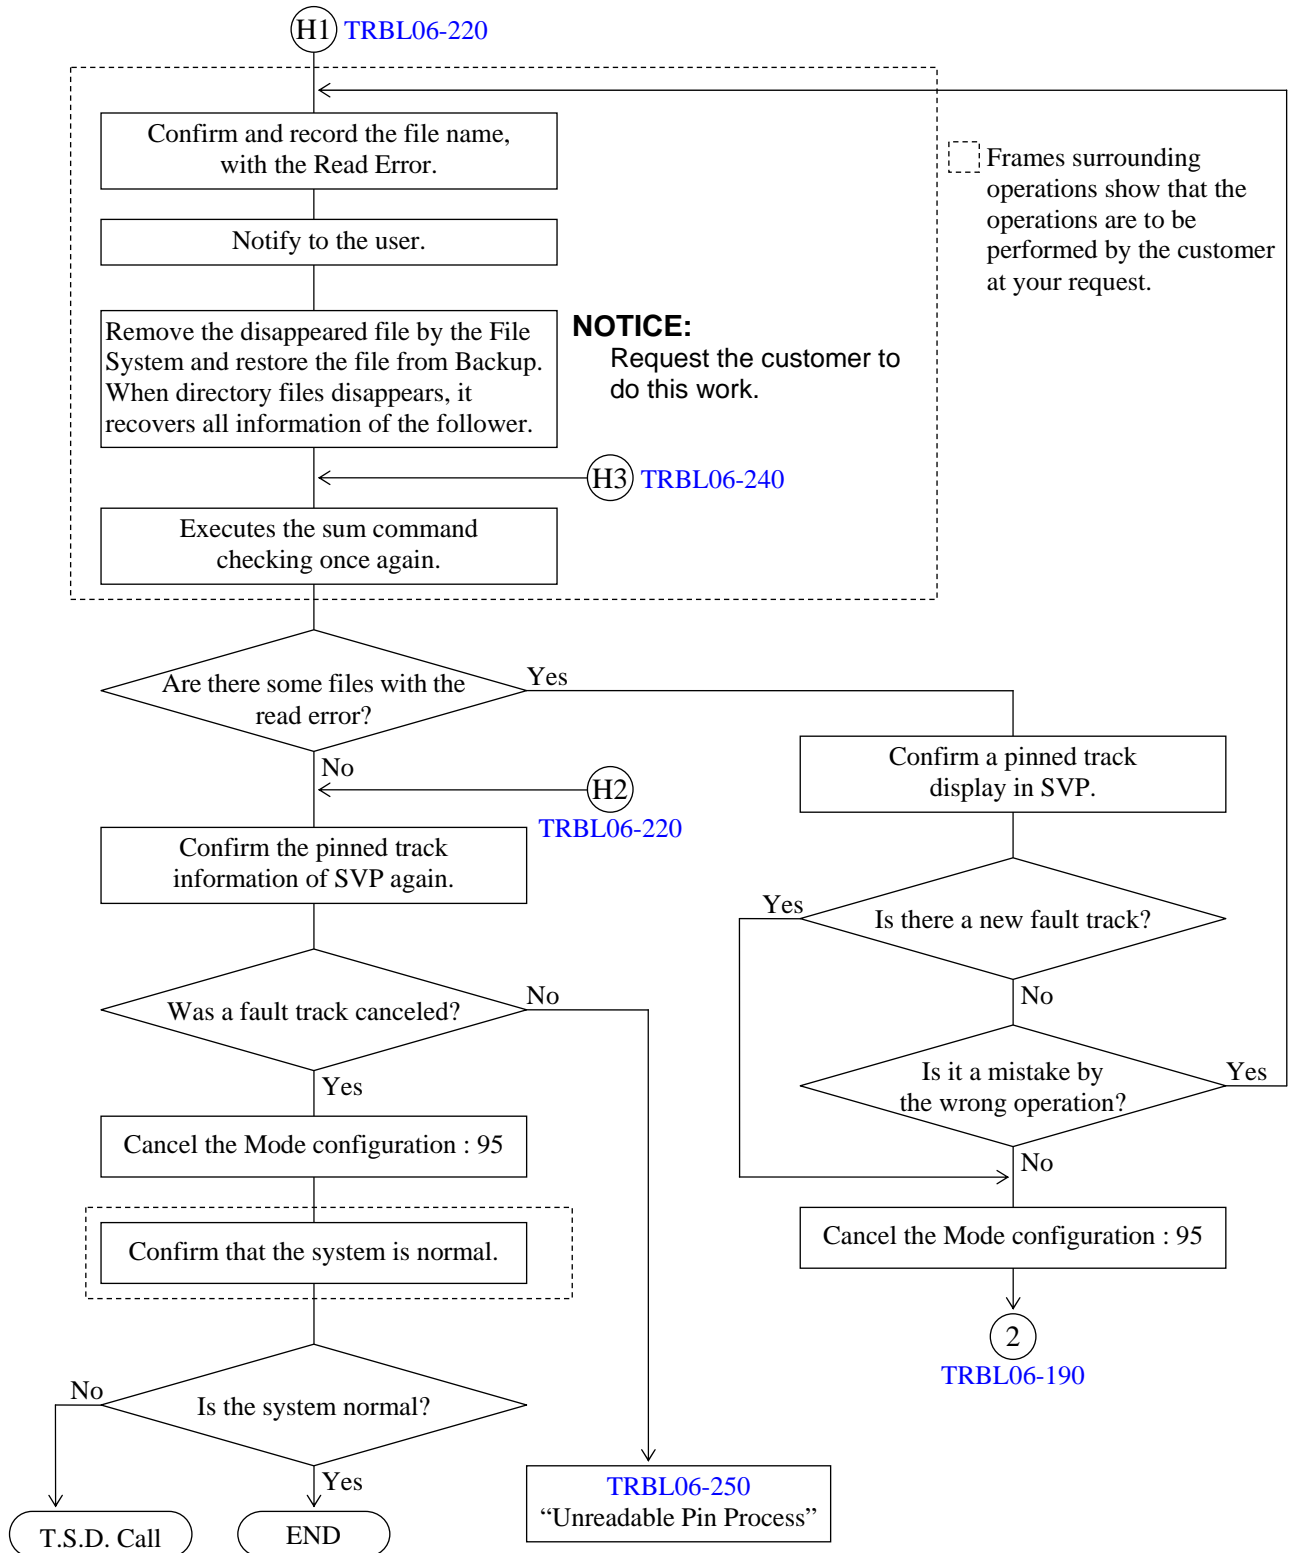 H1 TRBL06-220
Confirm and record the file name,
with the Read Error.
Frames surrounding
operations show that the
operations are to be
performed by the customer
at your request.
Notify to the user.
Remove the disappeared file by the File
System and restore the file from Backup.
When directory files disappears, it
recovers all information of the follower.
NOTICE:
Request the customer to
do this work.
H3 TRBL06-240
Executes the sum command
checking once again.
Are there some files with the
read error?
Yes
No
H2
TRBL06-220
Confirm a pinned track
display in SVP.
Confirm the pinned track
information of SVP again.
Yes
Is there a new fault track?
No
Was a fault track canceled?
No
Yes
Is it a mistake by
the wrong operation?
Yes
No
Cancel the Mode configuration : 95
Cancel the Mode configuration : 95
Confirm that the system is normal.
2
TRBL06-190
No
Is the system normal?
Yes
TRBL06-250
“Unreadable Pin Process”
T.S.D. Call
END